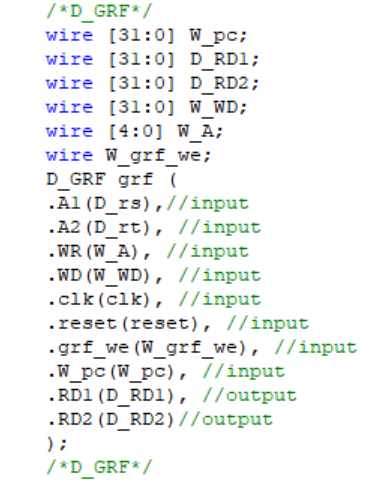 /*D_GRF*/
wire [31:0] W_pc;
wire [31:0] D_RD1;
wire [31:0] D_RD2;
wire [31:0] W_WD;
wire [4:0] W_A;
wire W_grf_we;
D_GRF grf (
.A1(D_rs),//input
.A2(D_rt), //input
.WR(W_A), //input
.WD(W_WD), //input
.clk(clk), //input
.reset(reset), //input
.grf_we(W_grf_we), //input
.W_pc(W_pc), //input
.RD1(D_RD1), //output
.RD2(D_RD2)//output
);
/*D_GRF*/